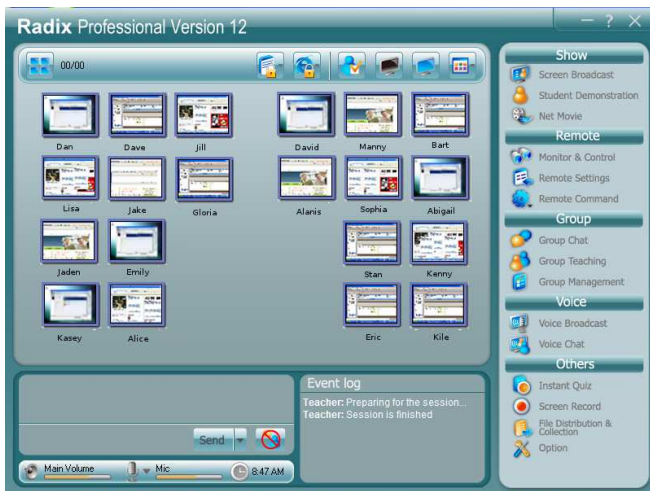 Radix Professional Version 12
00/00
Dan Dave Jill David Manny Bart
Lisa Jake Gloria Alanis Sophia Abigail
Jaden Emily Stan Kenny
Kasey Alice Eric Kile
Send
Main Volume Mic 8:47 AM
Event log
Teacher: Preparing for the session...
Teacher: Session is finished
Show
Screen Broadcast
Student Demonstration
Net Movie
Remote
Monitor & Control
Remote Settings
Remote Command
Group
Group Chat
Group Teaching
Group Management
Voice
Voice Broadcast
Voice Chat
Others
Instant Quiz
Screen Record
File Distribution &
Collection
Option